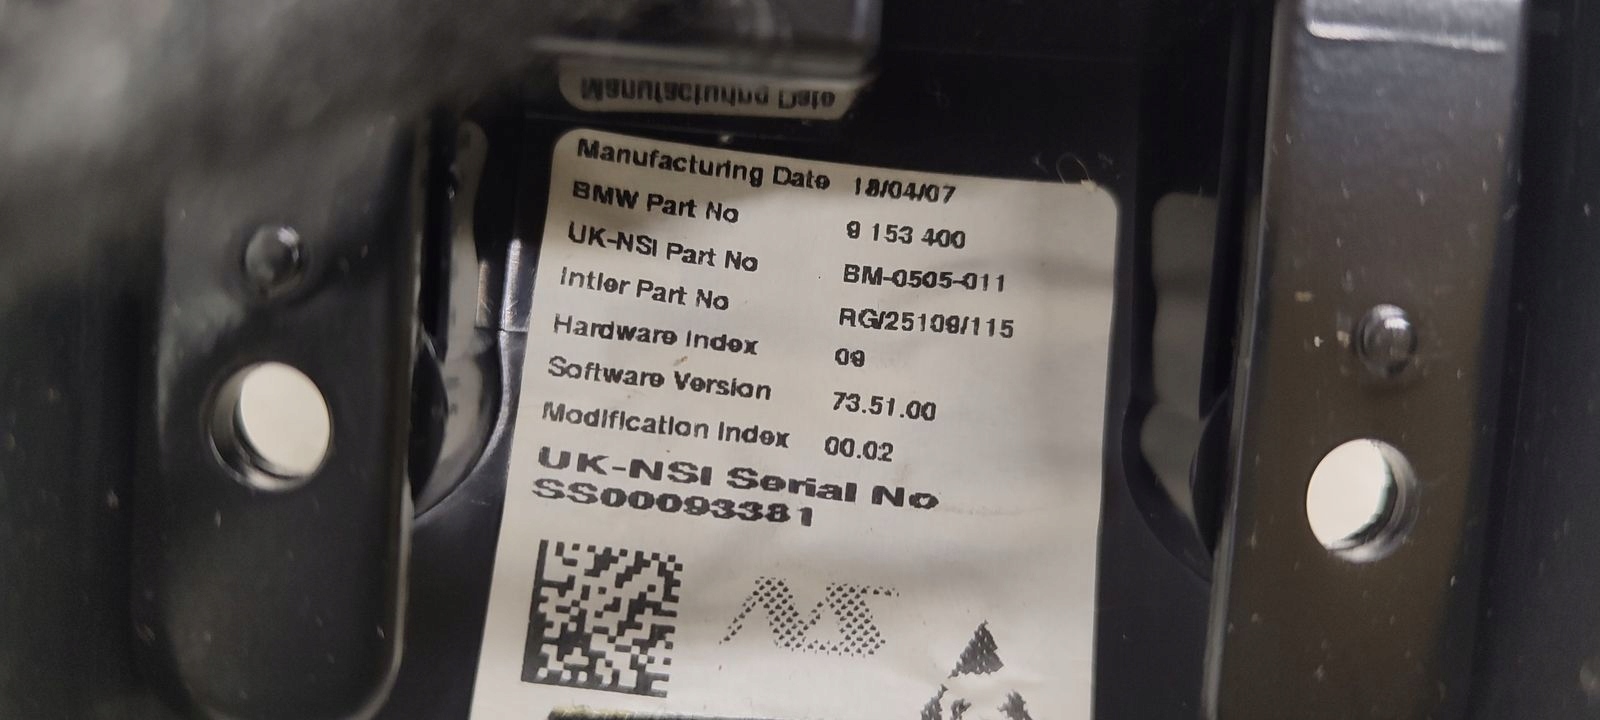 Manufacturing Date
Manufacturing Date 18/04/07
BMW Part No 9 153 400
UK-NSI Part No BM-0505-011
Intier Part No RG/25109/115
Hardware Index 09
Software Version 73.51.00
Modification Index 00.02
UK-NSI Serial No
SS00093381
NS